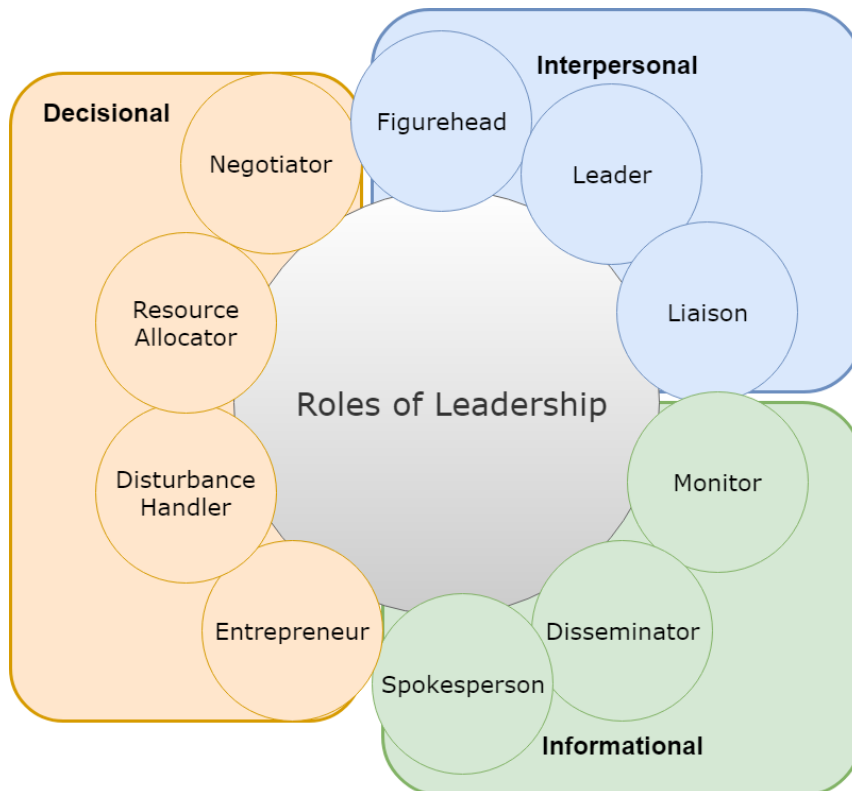 Interpersonal
Figurehead
Leader
Liaison
Decisional
Negotiator
Resource
Allocator
Disturbance
Handler
Entrepreneur
Roles of Leadership
Monitor
Disseminator
Spokesperson
Informational